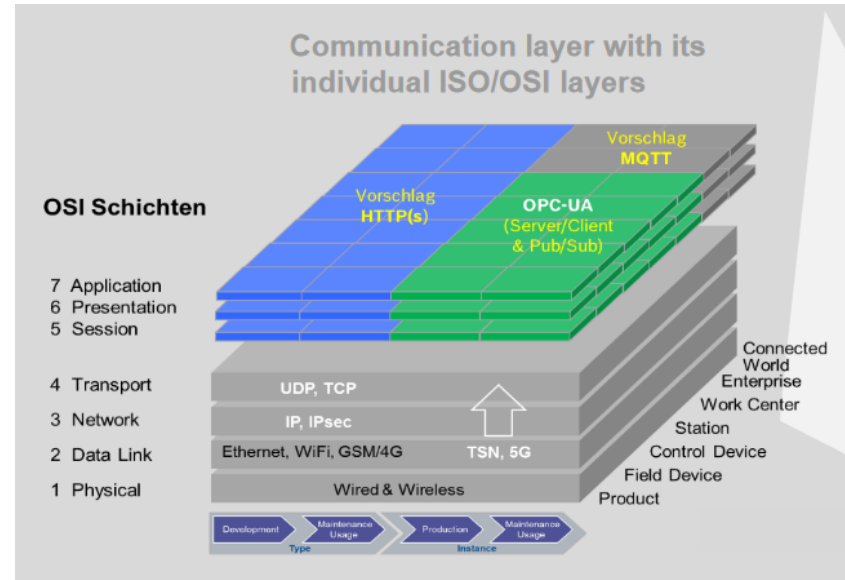 Communication layer with its
individual ISO/OSI layers
Vorschlag
MQTT
Vorschlag
HTTP(s)
OPC-UA
(Server/Client
& Pub/Sub)
OSI Schichten
7 Application
6 Presentation
5 Session
4 Transport
UDP, TCP
3 Network
IP, IPsec
2 Data Link
Ethernet, WiFi, GSM/4G
TSN, 5G
1 Physical
Wired & Wireless
Connected
World
Enterprise
Work Center
Station
Control Device
Field Device
Product
Development
Maintenance
Usage
Production
Maintenance
Usage
Type
Instance